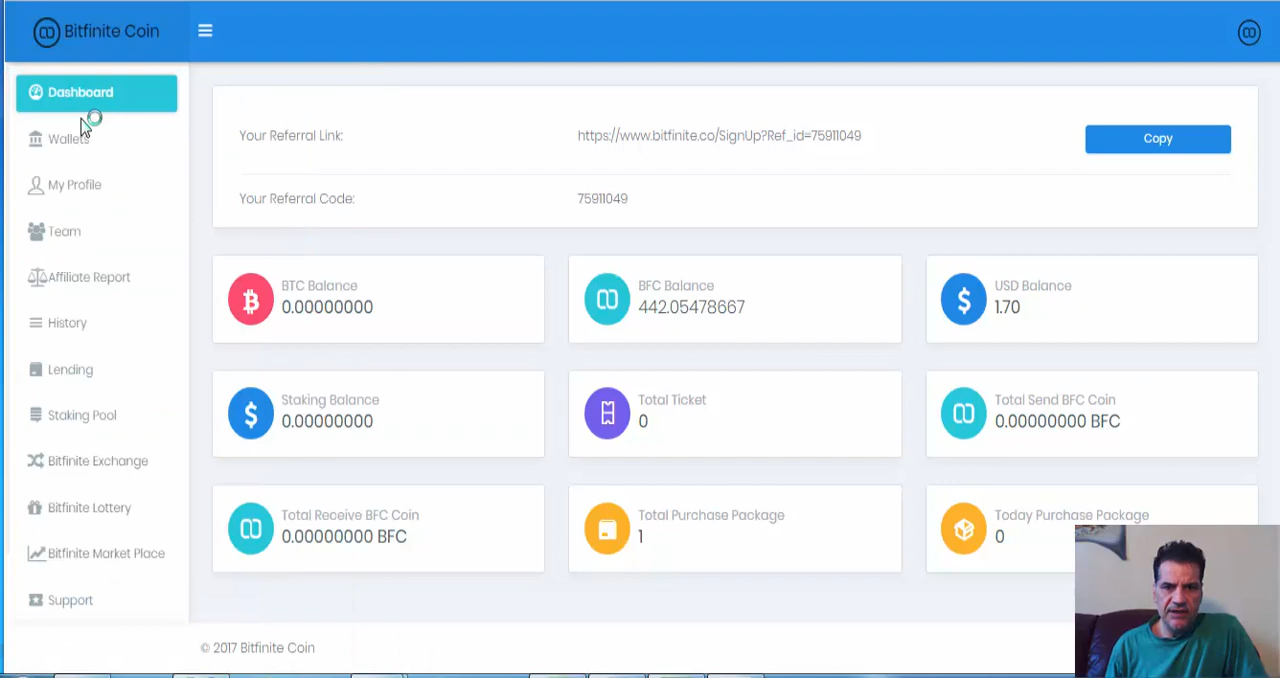 Bitfinite Coin
Dashboard
Wallets
My Profile
Team
Affiliate Report
History
Lending
Staking Pool
Bitfinite Exchange
Bitfinite Lottery
Bitfinite Market Place
Support
Your Referral Link: https://www.bitfinite.co/SignUp?Ref_id=75911049 Copy
Your Referral Code: 75911049
BTC Balance
0.00000000
BFC Balance
442.05478667
USD Balance
1.70
Staking Balance
0.00000000
Total Ticket
0
Total Send BFC Coin
0.00000000 BFC
Total Receive BFC Coin
0.00000000 BFC
Total Purchase Package
1
Today Purchase Package
0
© 2017 Bitfinite Coin